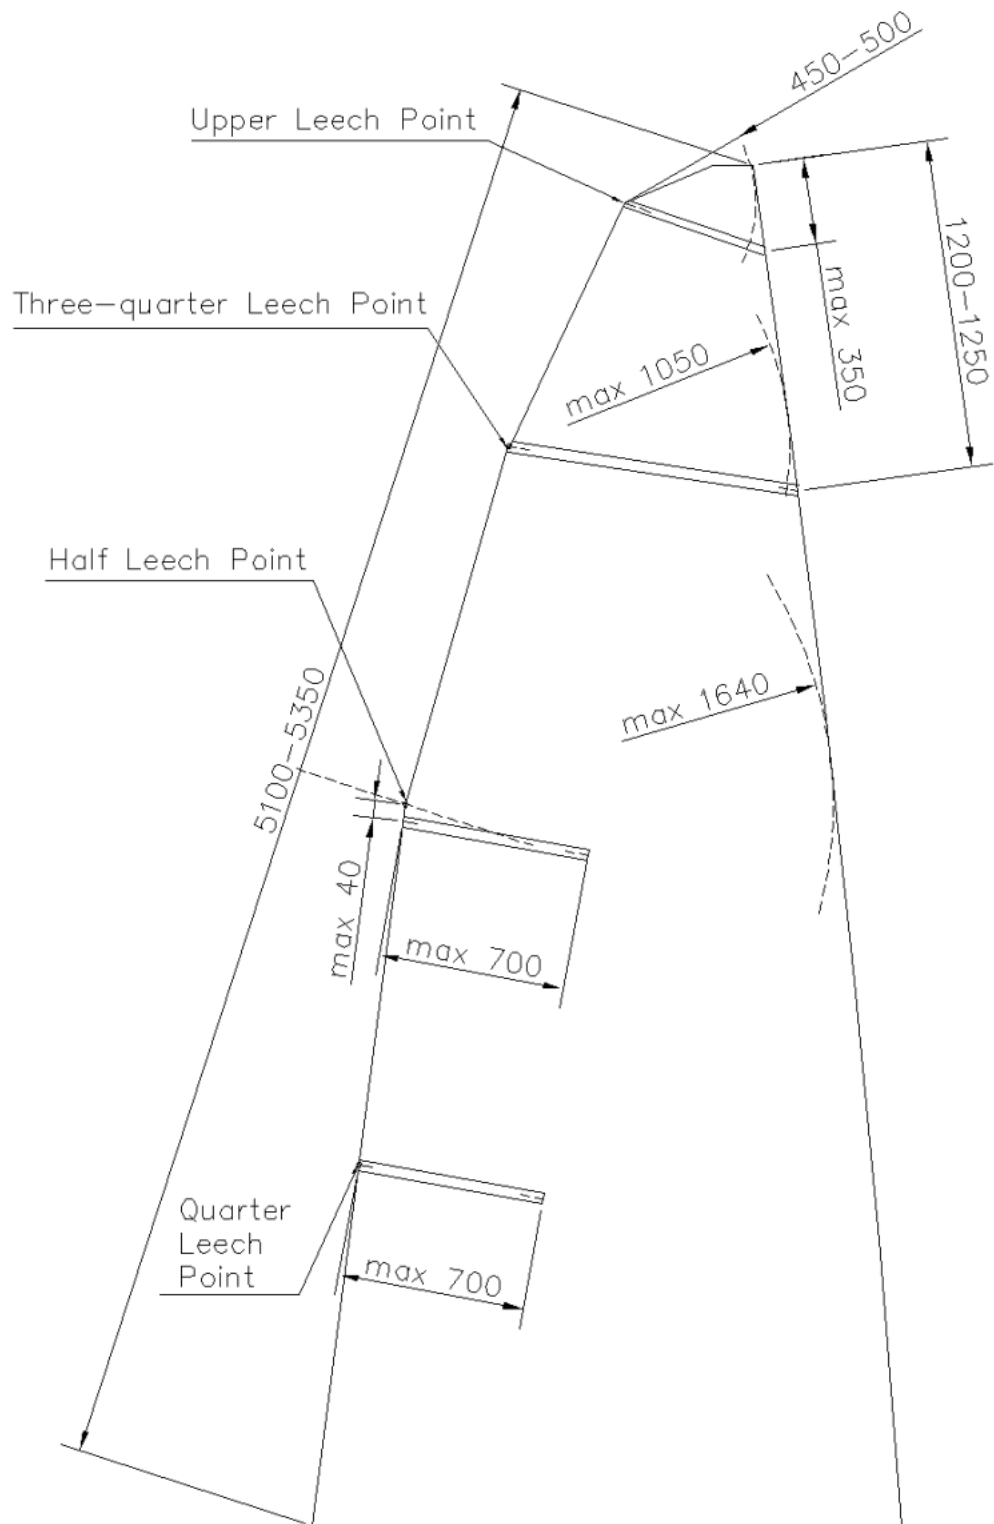 450-500
Upper Leech Point
1200-1250
Three-quarter Leech Point
max 350
max 1050
Half Leech Point
5100-5350
max 1640
max 40
max 700
Quarter
Leech
Point
max 700